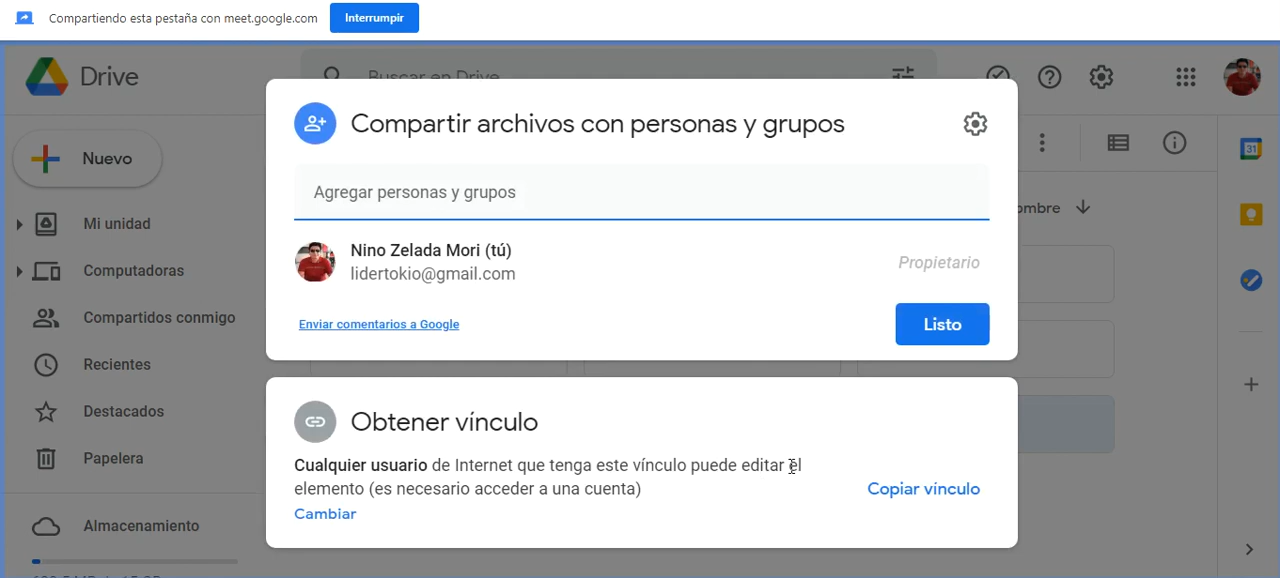 Compartiendo esta pestaña con meet.google.com
Interrumpir
Drive
Buscar en Drive
Compartir archivos con personas y grupos
Nuevo
Agregar personas y grupos
Mi unidad
ombre
Nino Zelada Mori (tú)
Propietario
lidertokio@gmail.com
Computadoras
Compartidos conmigo
Enviar comentarios a Google
Listo
Recientes
Destacados
Obtener vínculo
Papelera
Cualquier usuario de Internet que tenga este vínculo puede editar el
elemento (es necesario acceder a una cuenta)
Copiar vínculo
Cambiar
Almacenamiento
31